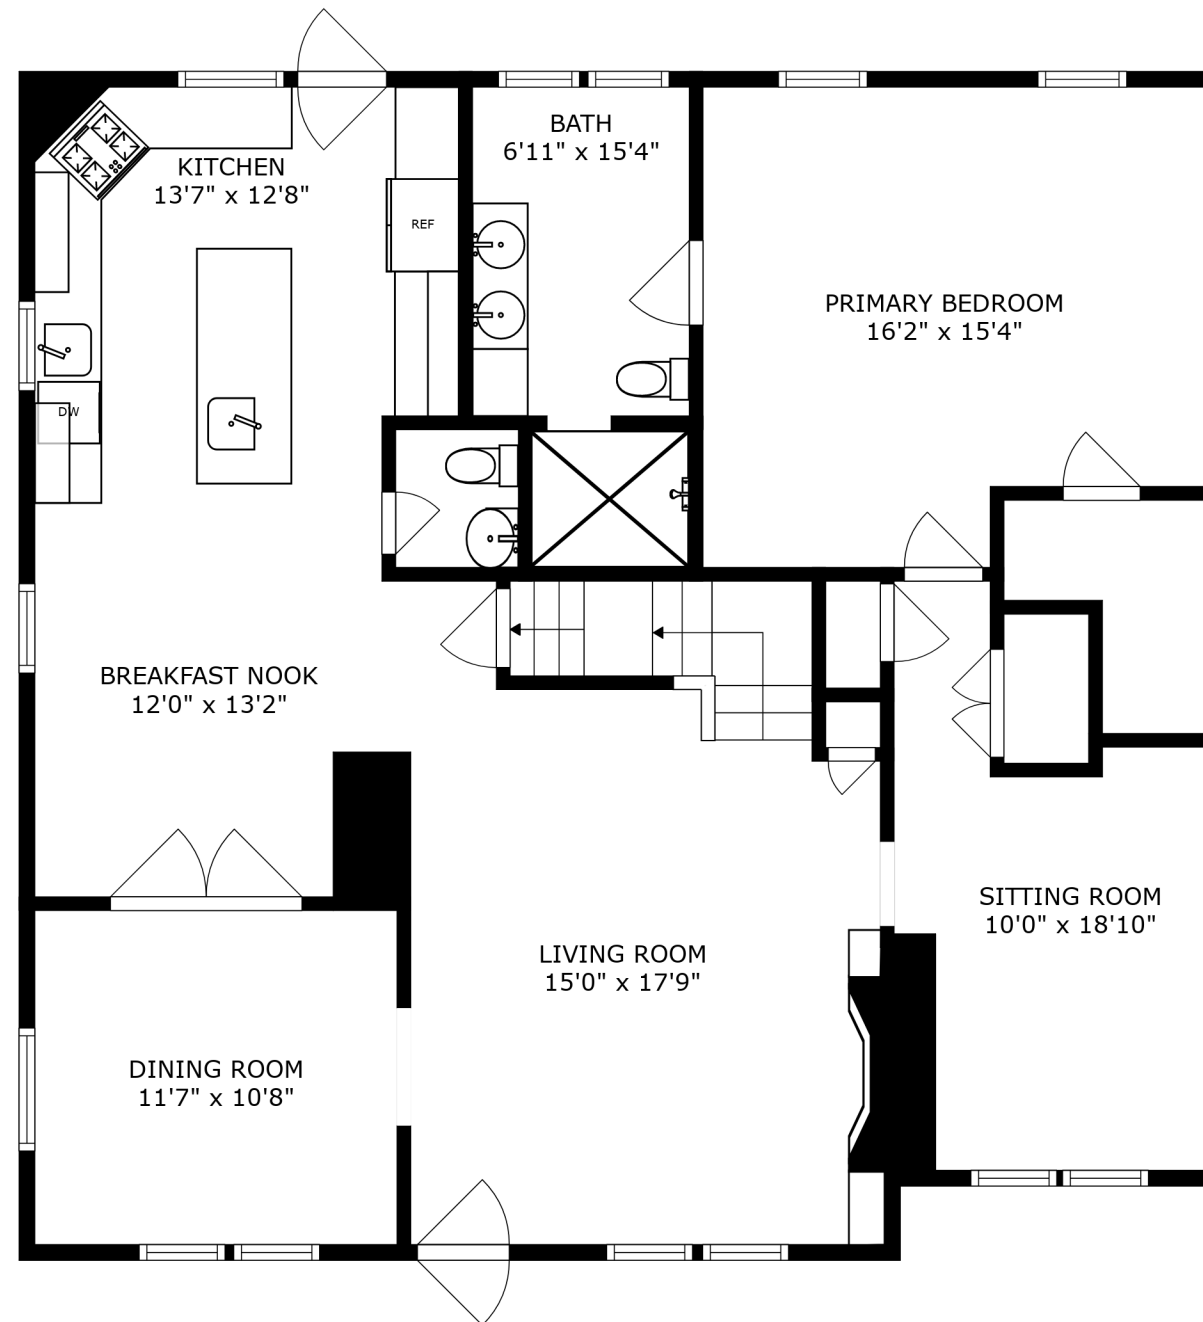 BATH
6'11" x 15'4"
KITCHEN
13'7" x 12'8"
REF
PRIMARY BEDROOM
16'2" x 15'4"
DW
BREAKFAST NOOK
12'0" x 13'2"
SITTING ROOM
10'0" x 18'10"
LIVING ROOM
15'0" x 17'9"
DINING ROOM
11'7" x 10'8"